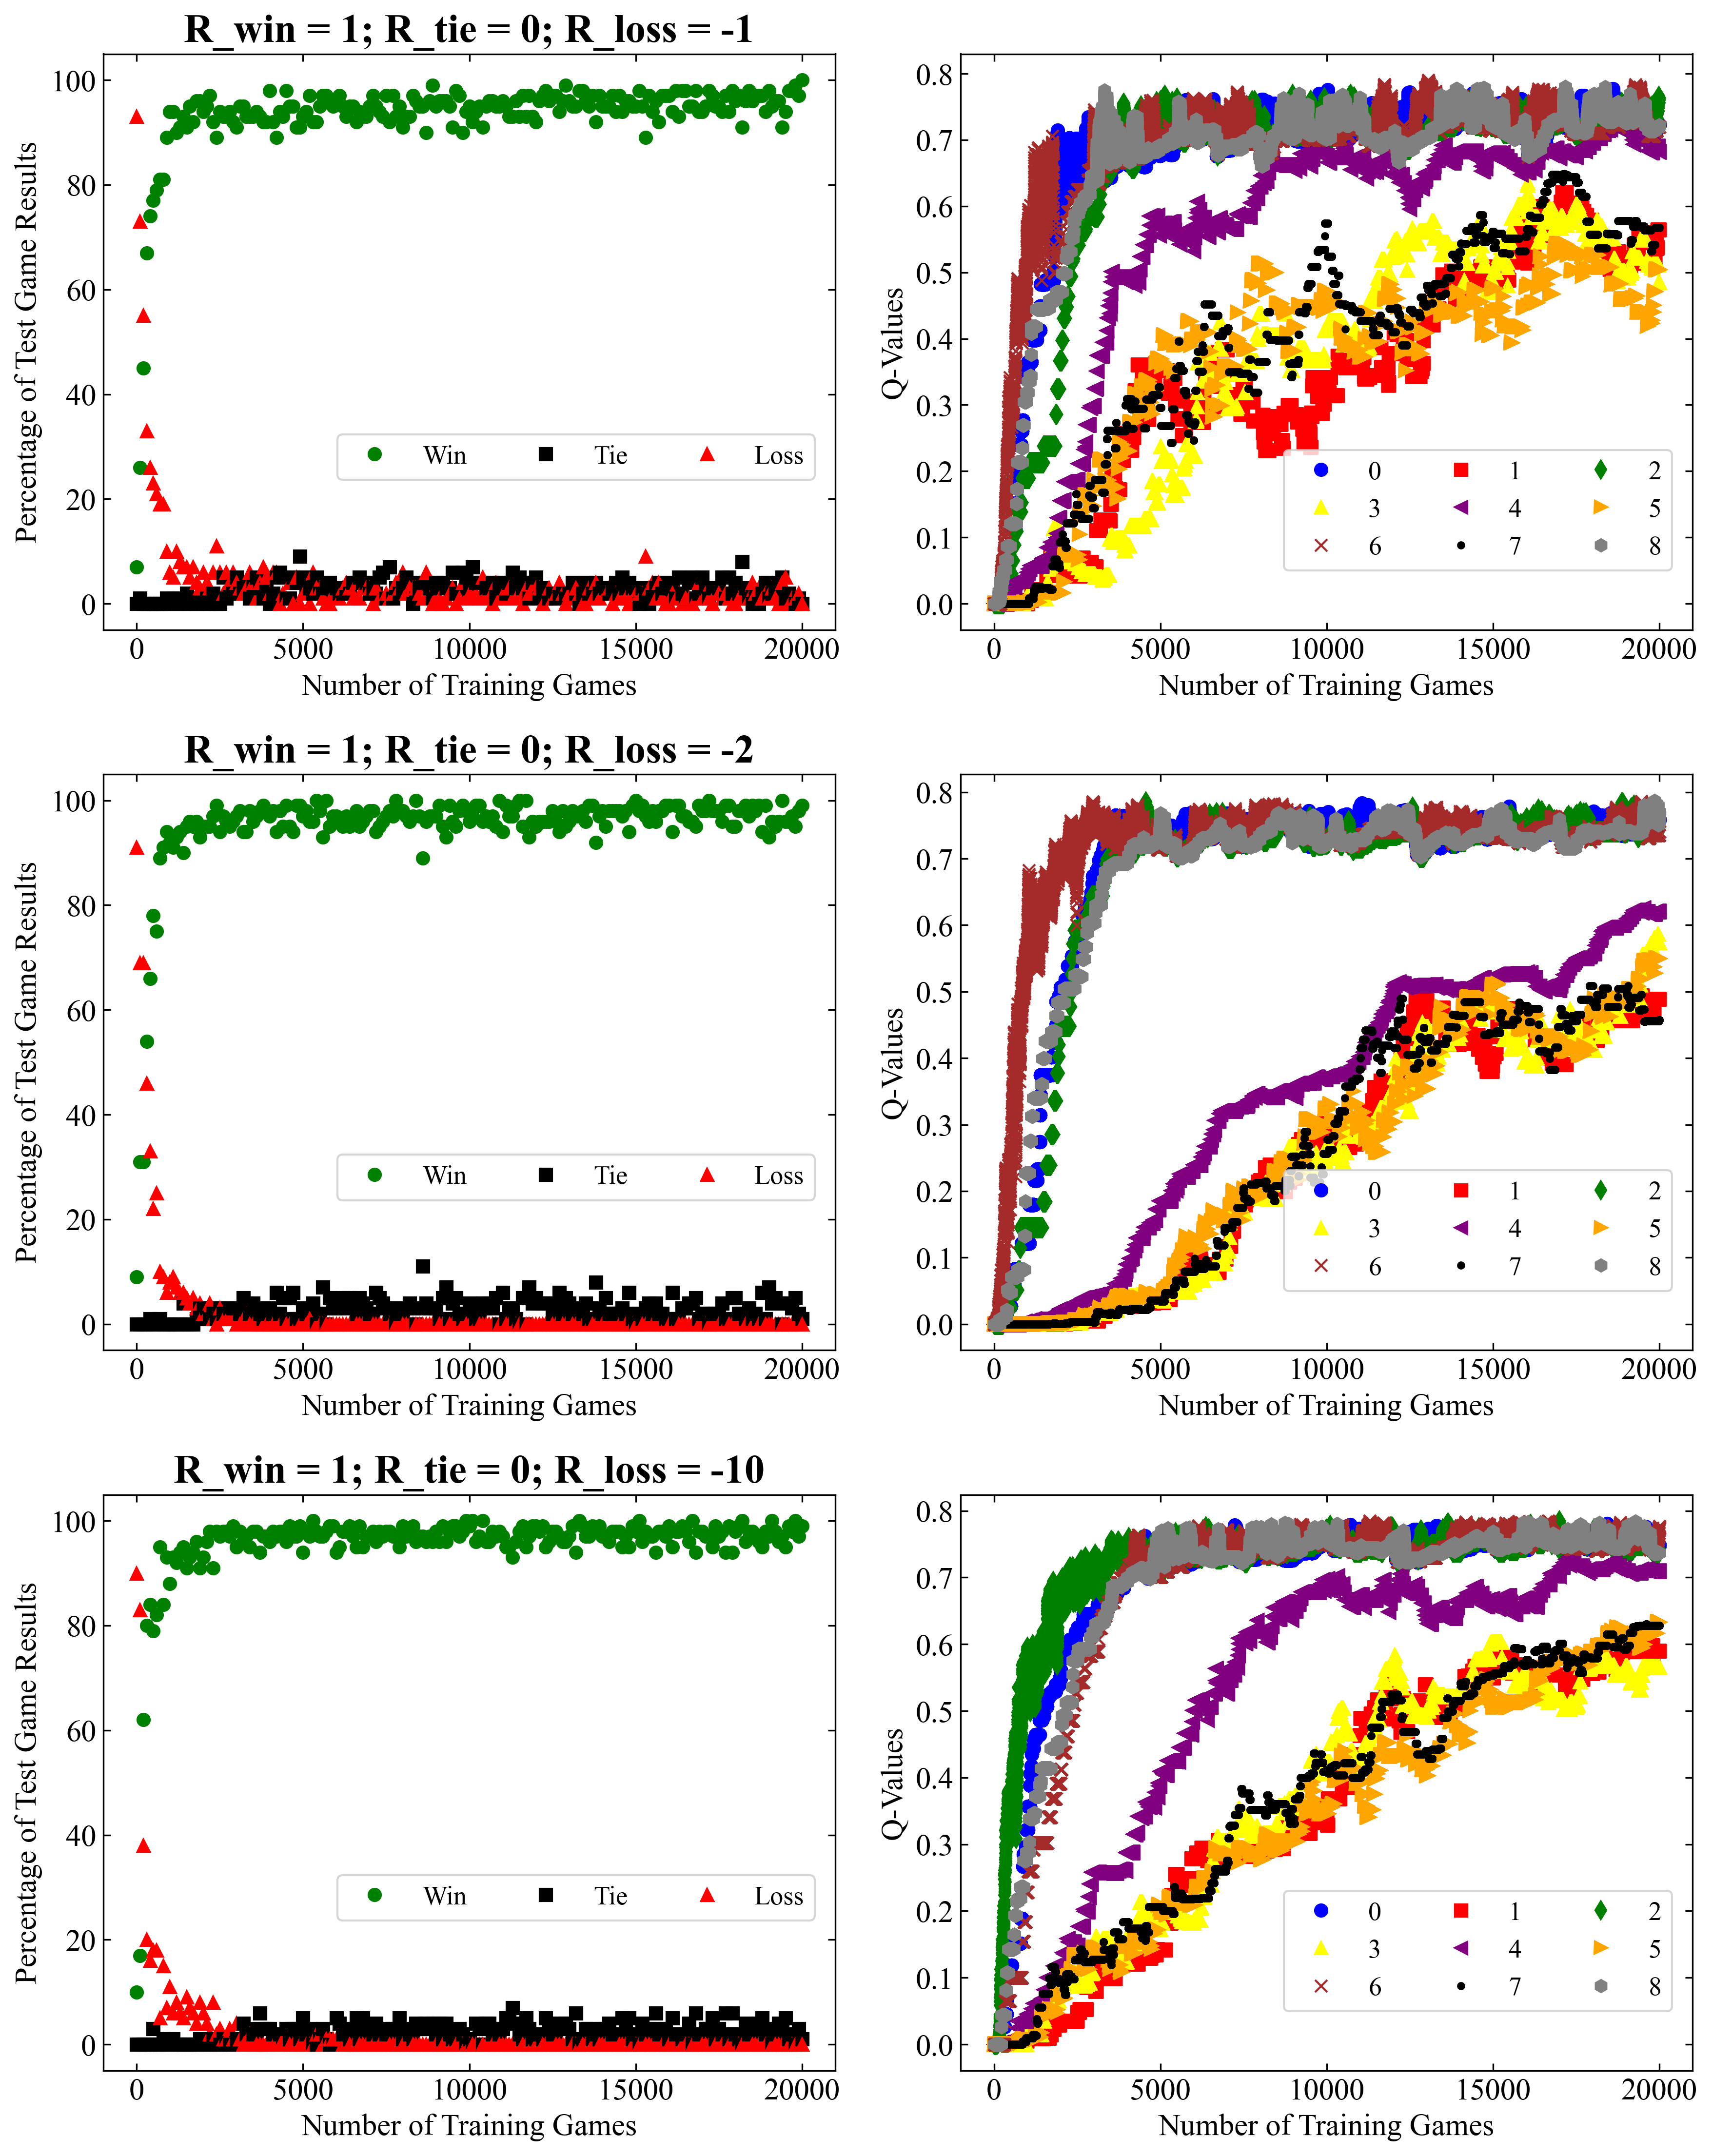 R_win = 1; R_tie = 0; R_loss = -1
Percentage of Test Game Results
100
80
60
40
20
0
Win Tie Loss
0 5000 10000 15000 20000
Number of Training Games
Q-Values
0.8
0.7
0.6
0.5
0.4
0.3
0.2
0.1
0.0
0 1 2
3 4 5
6 7 8
0 5000 10000 15000 20000
Number of Training Games
R_win = 1; R_tie = 0; R_loss = -2
Percentage of Test Game Results
100
80
60
40
20
0
Win Tie Loss
0 5000 10000 15000 20000
Number of Training Games
Q-Values
0.8
0.7
0.6
0.5
0.4
0.3
0.2
0.1
0.0
0 1 2
3 4 5
6 7 8
0 5000 10000 15000 20000
Number of Training Games
R_win = 1; R_tie = 0; R_loss = -10
Percentage of Test Game Results
100
80
60
40
20
0
Win Tie Loss
0 5000 10000 15000 20000
Number of Training Games
Q-Values
0.8
0.7
0.6
0.5
0.4
0.3
0.2
0.1
0.0
0 1 2
3 4 5
6 7 8
0 5000 10000 15000 20000
Number of Training Games